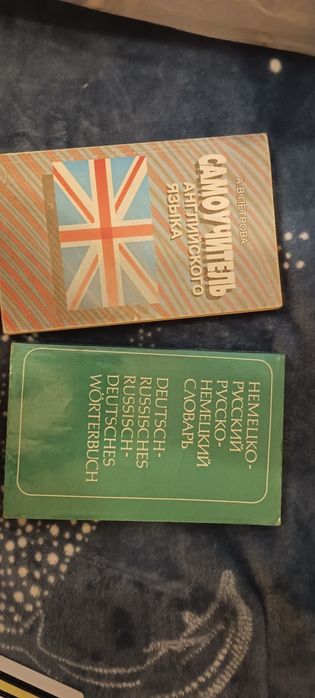 А.В.ПЕТРОВА
САМОУЧИТЕЛЬ
АНГЛИЙСКОГО
ЯЗЫКА
НЕМЕЦКО-
РУССКИЙ
РУССКО-
НЕМЕЦКИЙ
СЛОВАРЬ
DEUTSCH-
RUSSISCHES
RUSSISCH-
DEUTSCHES
WÖRTERBUCH